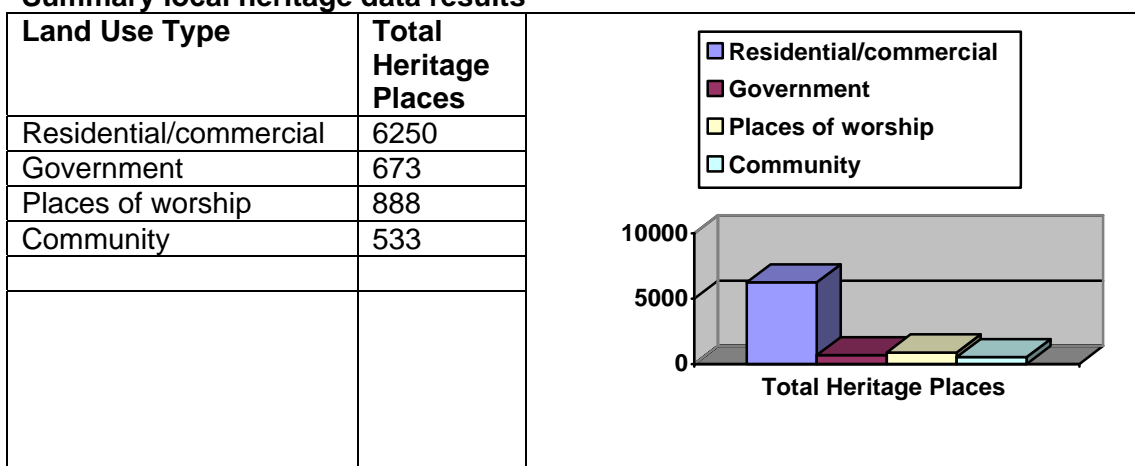 Summary local heritage data results
Land Use Type
Total
Heritage
Places
Residential/commercial 6250
Government 673
Places of worship 888
Community 533
Residential/commercial
Government
Places of worship
Community
10000
5000
0
Total Heritage Places